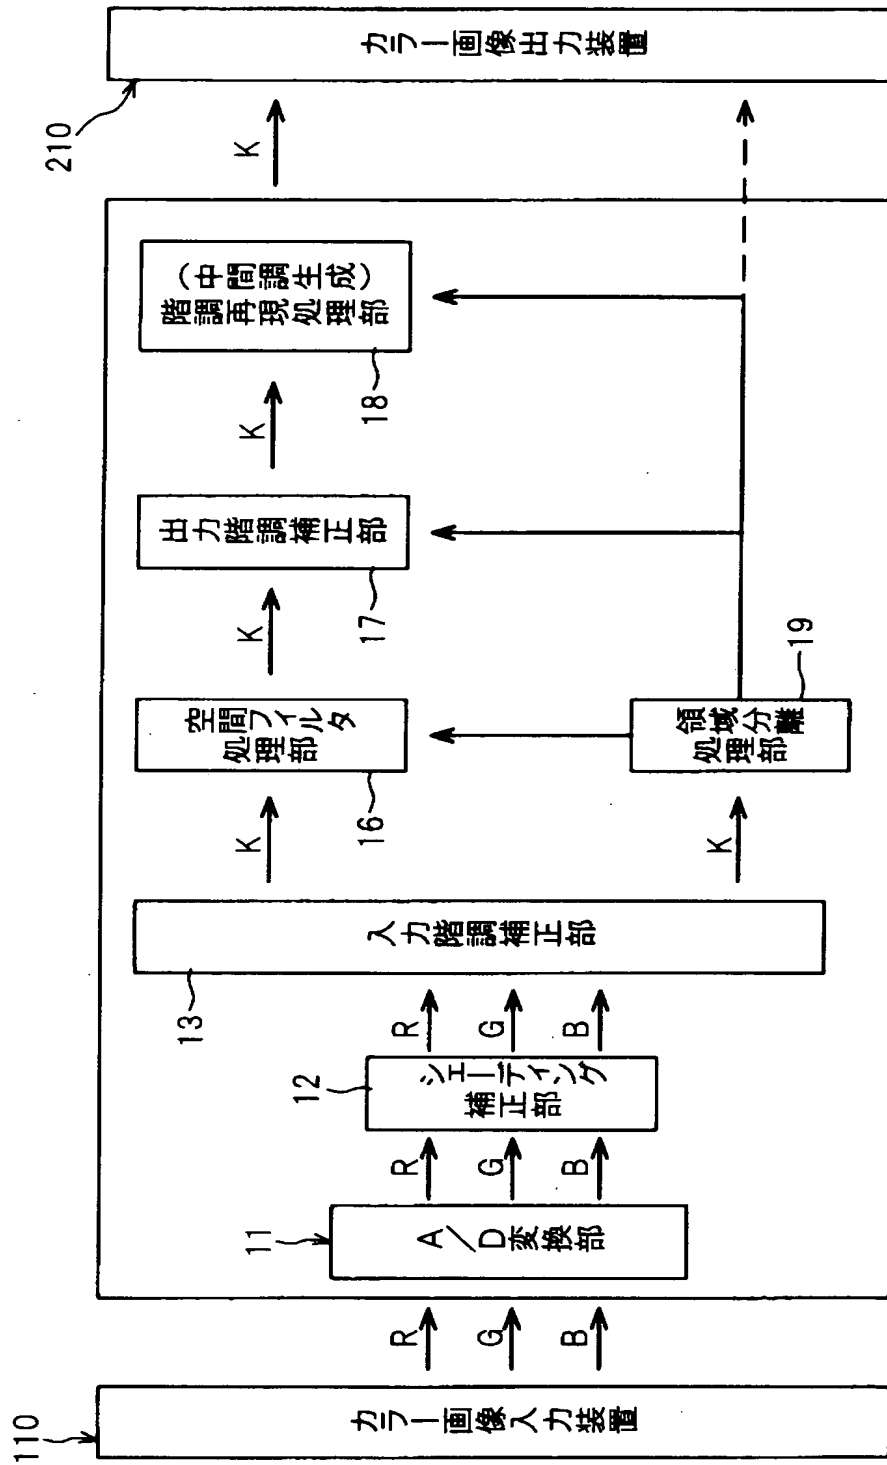 110
カラー画像入力装置
R
G
B
11
A/D変換部
R
G
B
12
シェーディング
補正部
R
G
B
13
入力階調補正部
K
K
16
空間フィルタ
処理部
19
領域分離
処理部
K
17
出力階調補正部
K
18
(中間調生成)
階調再現処理部
K
210
カラー画像出力装置